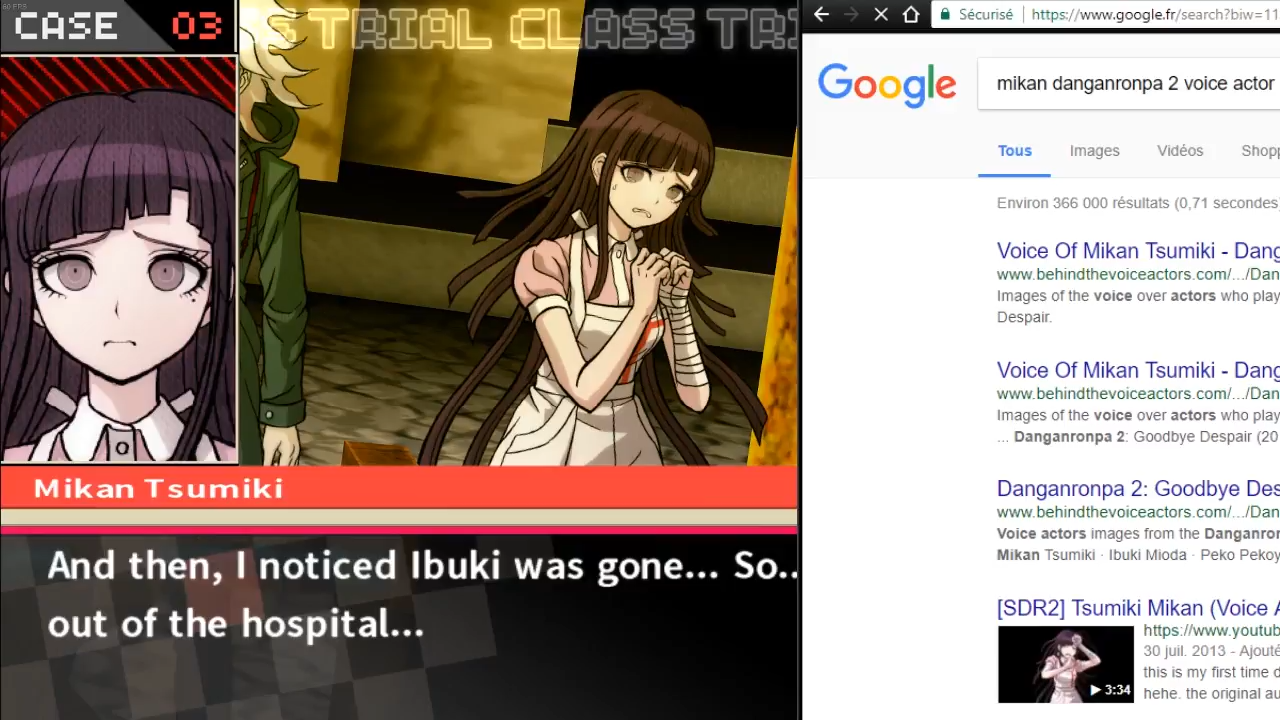 60 FPS
CASE 03
S TRIAL CLASS TRI
Mikan Tsumiki
And then, I noticed Ibuki was gone... So..
out of the hospital...
Sécurisé https://www.google.fr/search?biw=11
Google
mikan danganronpa 2 voice actor
Tous Images Vidéos Shopp
Environ 366 000 résultats (0,71 secondes)
Voice Of Mikan Tsumiki - Dang
www.behindthevoiceactors.com/.../Dan
Images of the voice over actors who play
Despair.
Voice Of Mikan Tsumiki - Dang
www.behindthevoiceactors.com/.../Dan
Images of the voice over actors who play
... Danganronpa 2: Goodbye Despair (20
Danganronpa 2: Goodbye Des
www.behindthevoiceactors.com/.../Dan
Voice actors images from the Danganror
Mikan Tsumiki · Ibuki Mioda · Peko Pekoy
[SDR2] Tsumiki Mikan (Voice A
https://www.youtub
30 juil. 2013 - Ajouté
this is my first time d
3:34
hehe. the original au